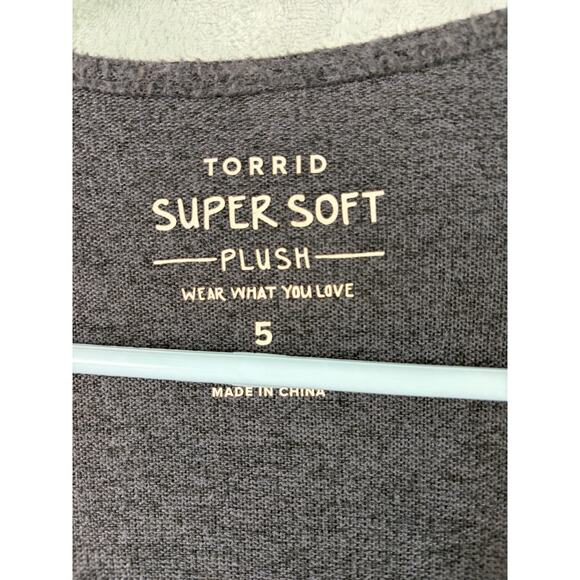 TORRID
SUPER SOFT
PLUSH
WEAR WHAT YOU LOVE
5
MADE IN CHINA